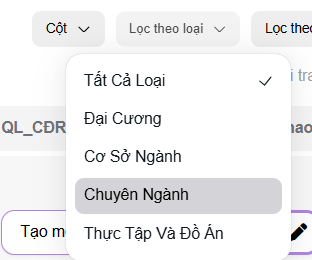 Cột Lọc theo loại Lọc theo
Tất Cả Loại
Đại Cương
QL_CĐR
Cơ Sở Ngành
Chuyên Ngành
Tạo
Thực Tập Và Đồ Án